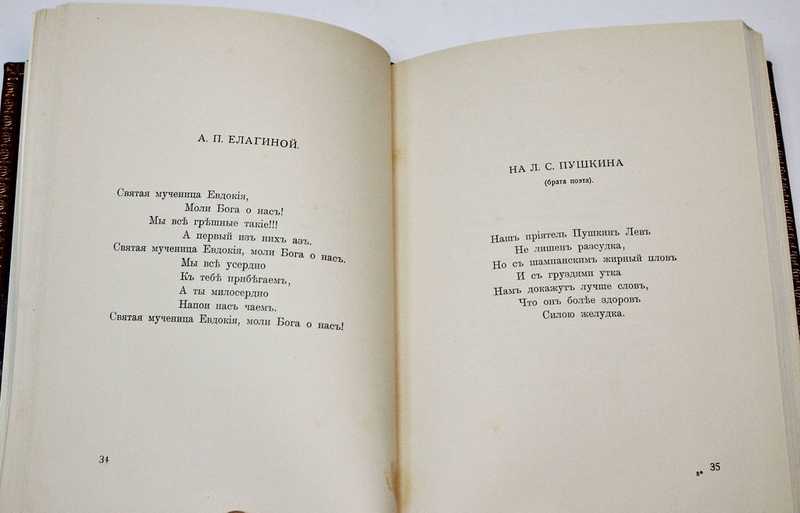 А. П. ЕЛАГИНОЙ.
Святая мученица Евдокія,
Моли Бога о насъ!
Мы всѣ грѣшные такіе!!!
А первый изъ нихъ азъ.
Святая мученица Евдокія, моли Бога о насъ.
Мы всѣ усердно
Къ тебѣ прибѣгаемъ,
А ты милосердно
Напои насъ чаемъ.
Святая мученица Евдокія, моли Бога о насъ!
34
НА Л. С. ПУШКИНА
(брата поэта).
Нашъ пріятель Пушкинъ Левъ
Не лишенъ разсудка,
Но съ шампанскимъ жирный пловъ
И съ груздями утка
Намъ докажутъ лучше словъ,
Что онъ болѣе здоровъ
Силою желудка.
35